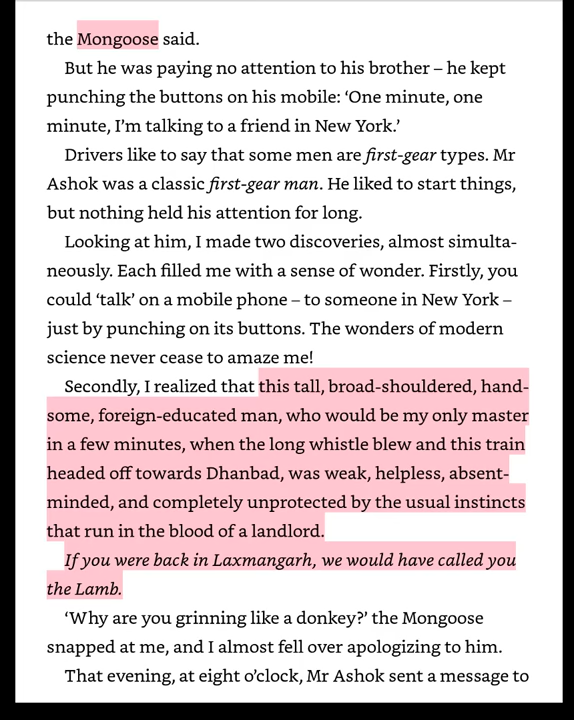 the Mongoose said.
But he was paying no attention to his brother – he kept
punching the buttons on his mobile: ‘One minute, one
minute, I’m talking to a friend in New York.’
Drivers like to say that some men are first-gear types. Mr
Ashok was a classic first-gear man. He liked to start things,
but nothing held his attention for long.
Looking at him, I made two discoveries, almost simulta-
neously. Each filled me with a sense of wonder. Firstly, you
could ‘talk’ on a mobile phone – to someone in New York –
just by punching on its buttons. The wonders of modern
science never cease to amaze me!
Secondly, I realized that this tall, broad-shouldered, hand-
some, foreign-educated man, who would be my only master
in a few minutes, when the long whistle blew and this train
headed off towards Dhanbad, was weak, helpless, absent-
minded, and completely unprotected by the usual instincts
that run in the blood of a landlord.
If you were back in Laxmangarh, we would have called you
the Lamb.
‘Why are you grinning like a donkey?’ the Mongoose
snapped at me, and I almost fell over apologizing to him.
That evening, at eight o’clock, Mr Ashok sent a message to